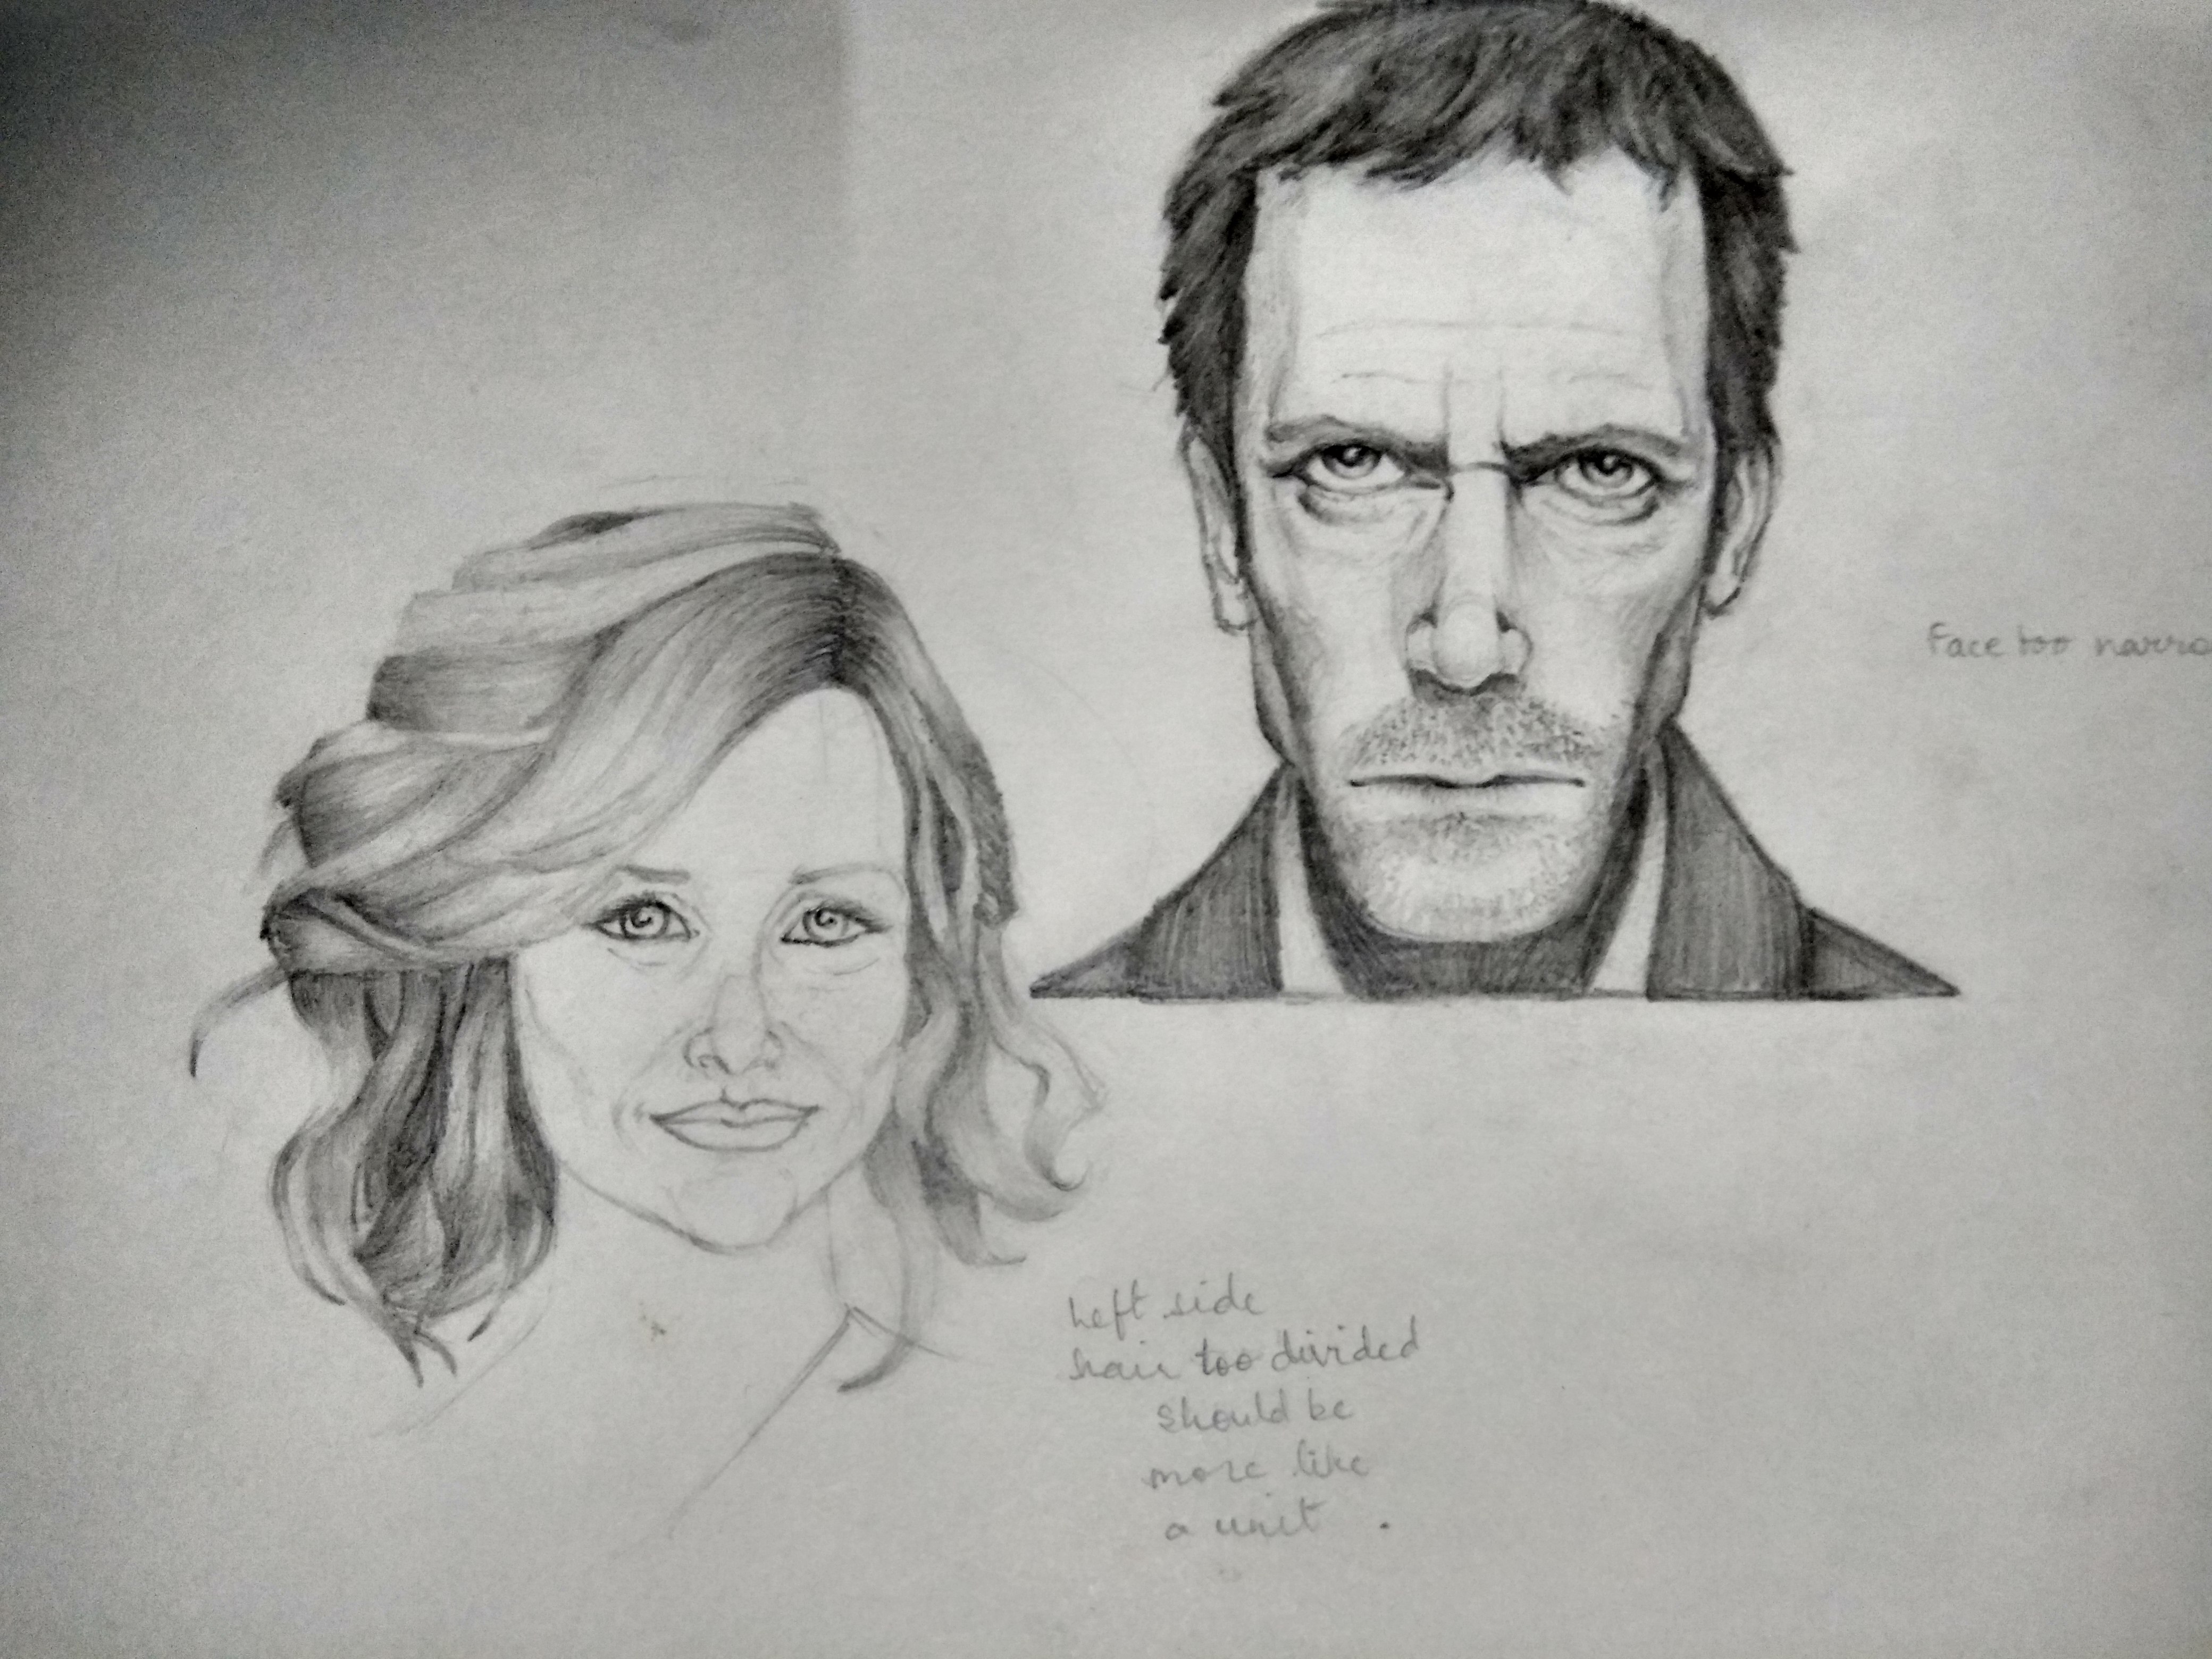 Face too narro
Left side
hair too divided
should be
more like
a unit .